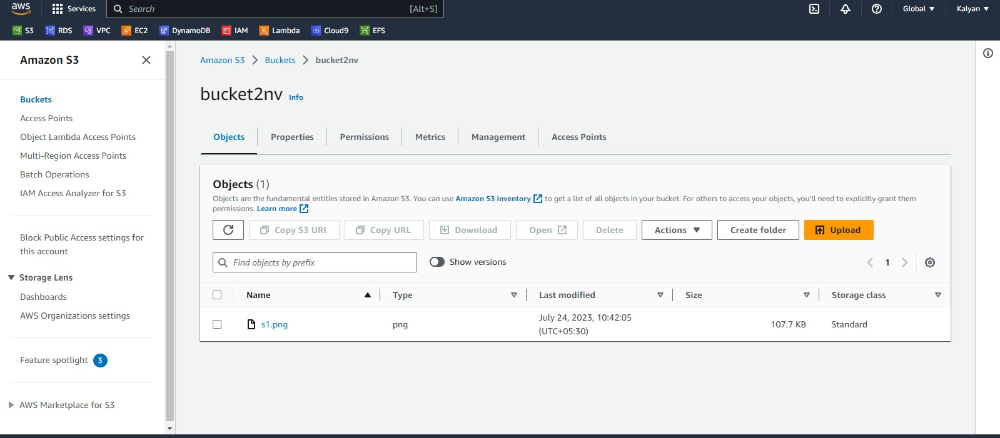 aws Services Search [Alt+S] Global Kalyan
S3 RDS VPC EC2 DynamoDB IAM Lambda Cloud9 EFS
Amazon S3
Buckets
Access Points
Object Lambda Access Points
Multi-Region Access Points
Batch Operations
IAM Access Analyzer for S3
Block Public Access settings for
this account
Storage Lens
Dashboards
AWS Organizations settings
Feature spotlight 3
AWS Marketplace for S3
Amazon S3 Buckets bucket2nv
bucket2nv Info
Objects Properties Permissions Metrics Management Access Points
Objects (1)
Objects are the fundamental entities stored in Amazon S3. You can use Amazon S3 inventory to get a list of all objects in your bucket. For others to access your objects, you'll need to explicitly grant them
permissions. Learn more
Copy S3 URI Copy URL Download Open Delete Actions Create folder Upload
Find objects by prefix Show versions 1
Name Type Last modified Size Storage class
s1.png png July 24, 2023, 10:42:05 107.7 KB Standard
(UTC+05:30)